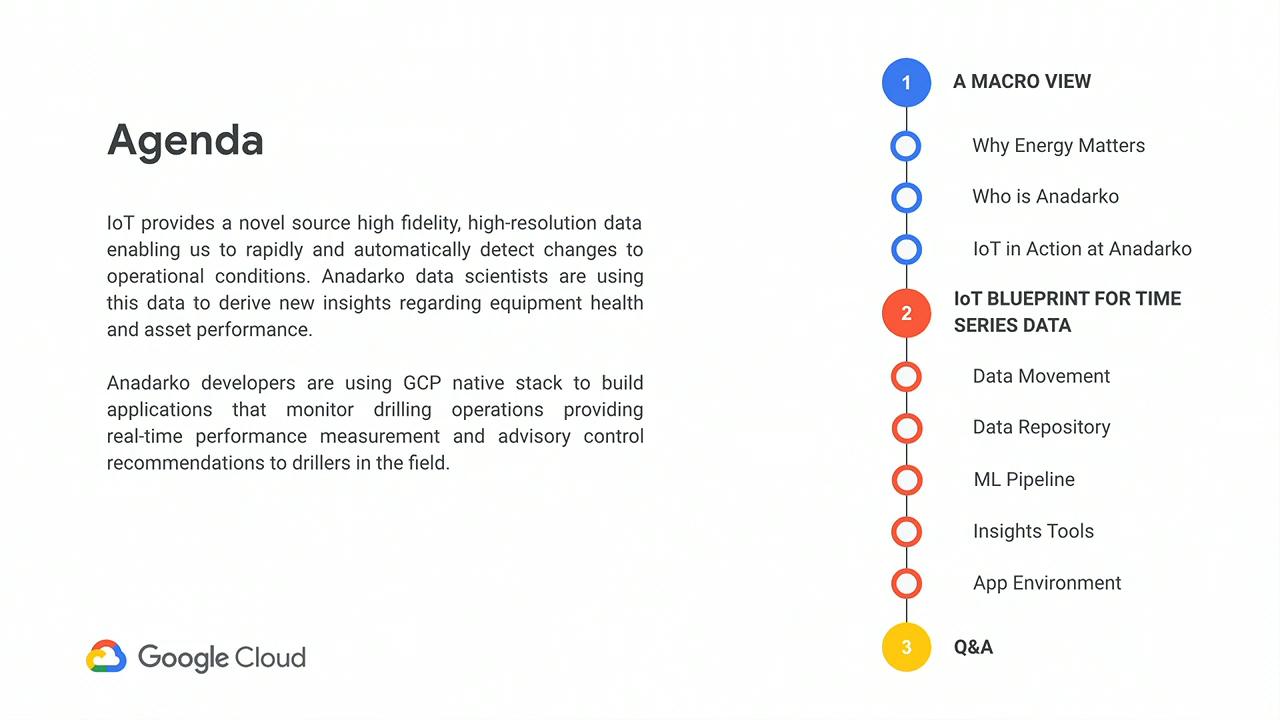 Agenda
IoT provides a novel source high fidelity, high-resolution data
enabling us to rapidly and automatically detect changes to
operational conditions. Anadarko data scientists are using
this data to derive new insights regarding equipment health
and asset performance.
Anadarko developers are using GCP native stack to build
applications that monitor drilling operations providing
real-time performance measurement and advisory control
recommendations to drillers in the field.
1 A MACRO VIEW
Why Energy Matters
Who is Anadarko
IoT in Action at Anadarko
2 IoT BLUEPRINT FOR TIME
SERIES DATA
Data Movement
Data Repository
ML Pipeline
Insights Tools
App Environment
3 Q&A
Google Cloud